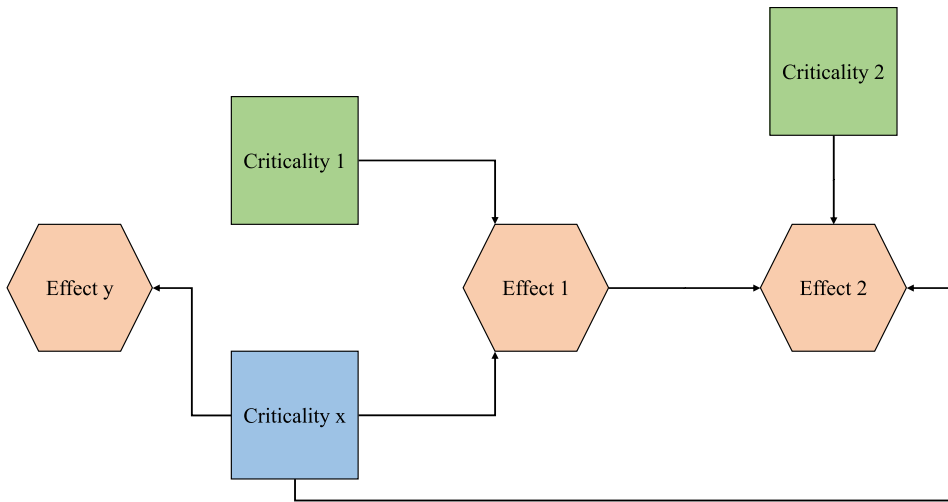 Criticality 2
Criticality 1
Effect y
Effect 1
Effect 2
Criticality x